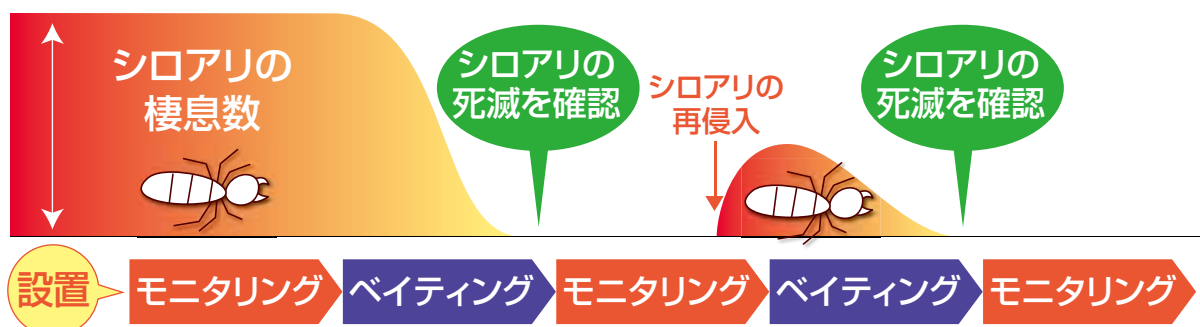 シロアリの
棲息数
シロアリの
死滅を確認
シロアリの
再侵入
シロアリの
死滅を確認
設置
モニタリング
ベイティング
モニタリング
ベイティング
モニタリング